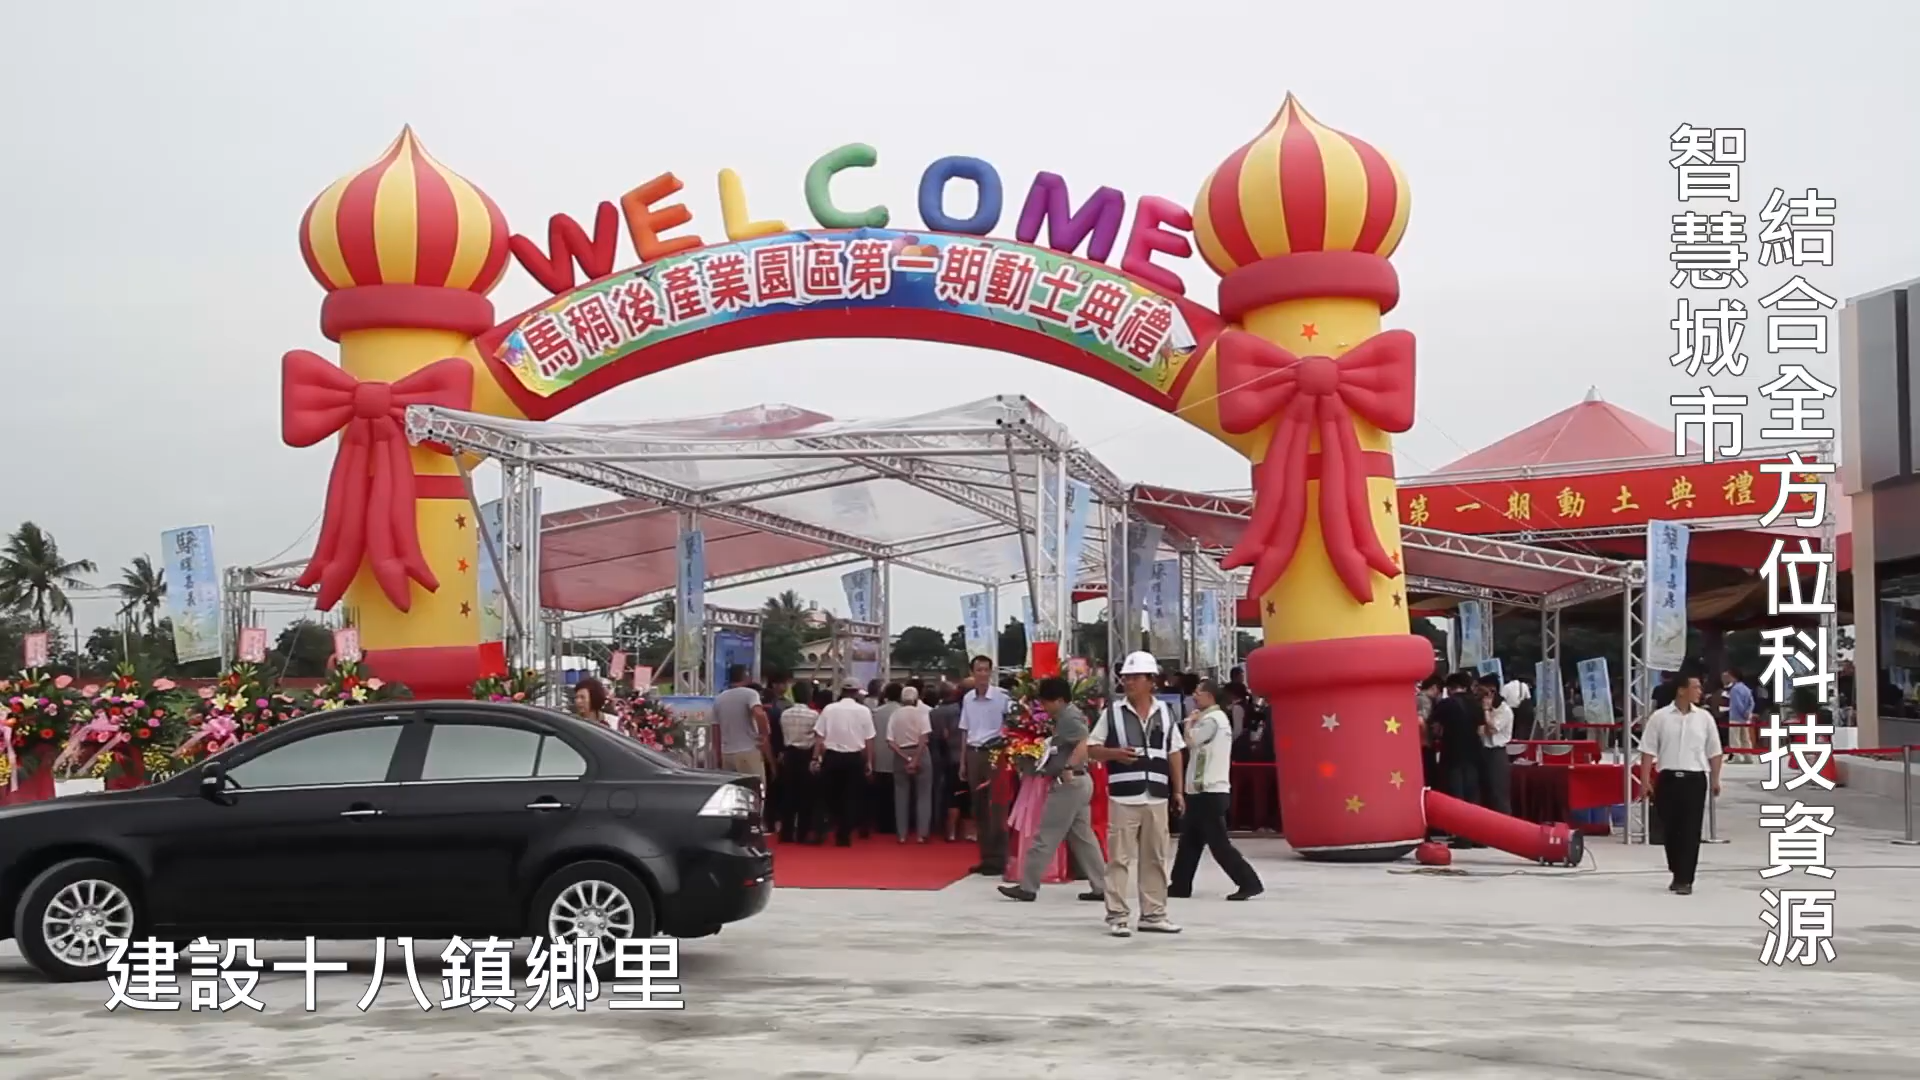 WELCOME
馬稠後產業園區第一期動土典禮
第一期動土典禮
結合全方位科技資源
智慧城市
建設十八鎮鄉里